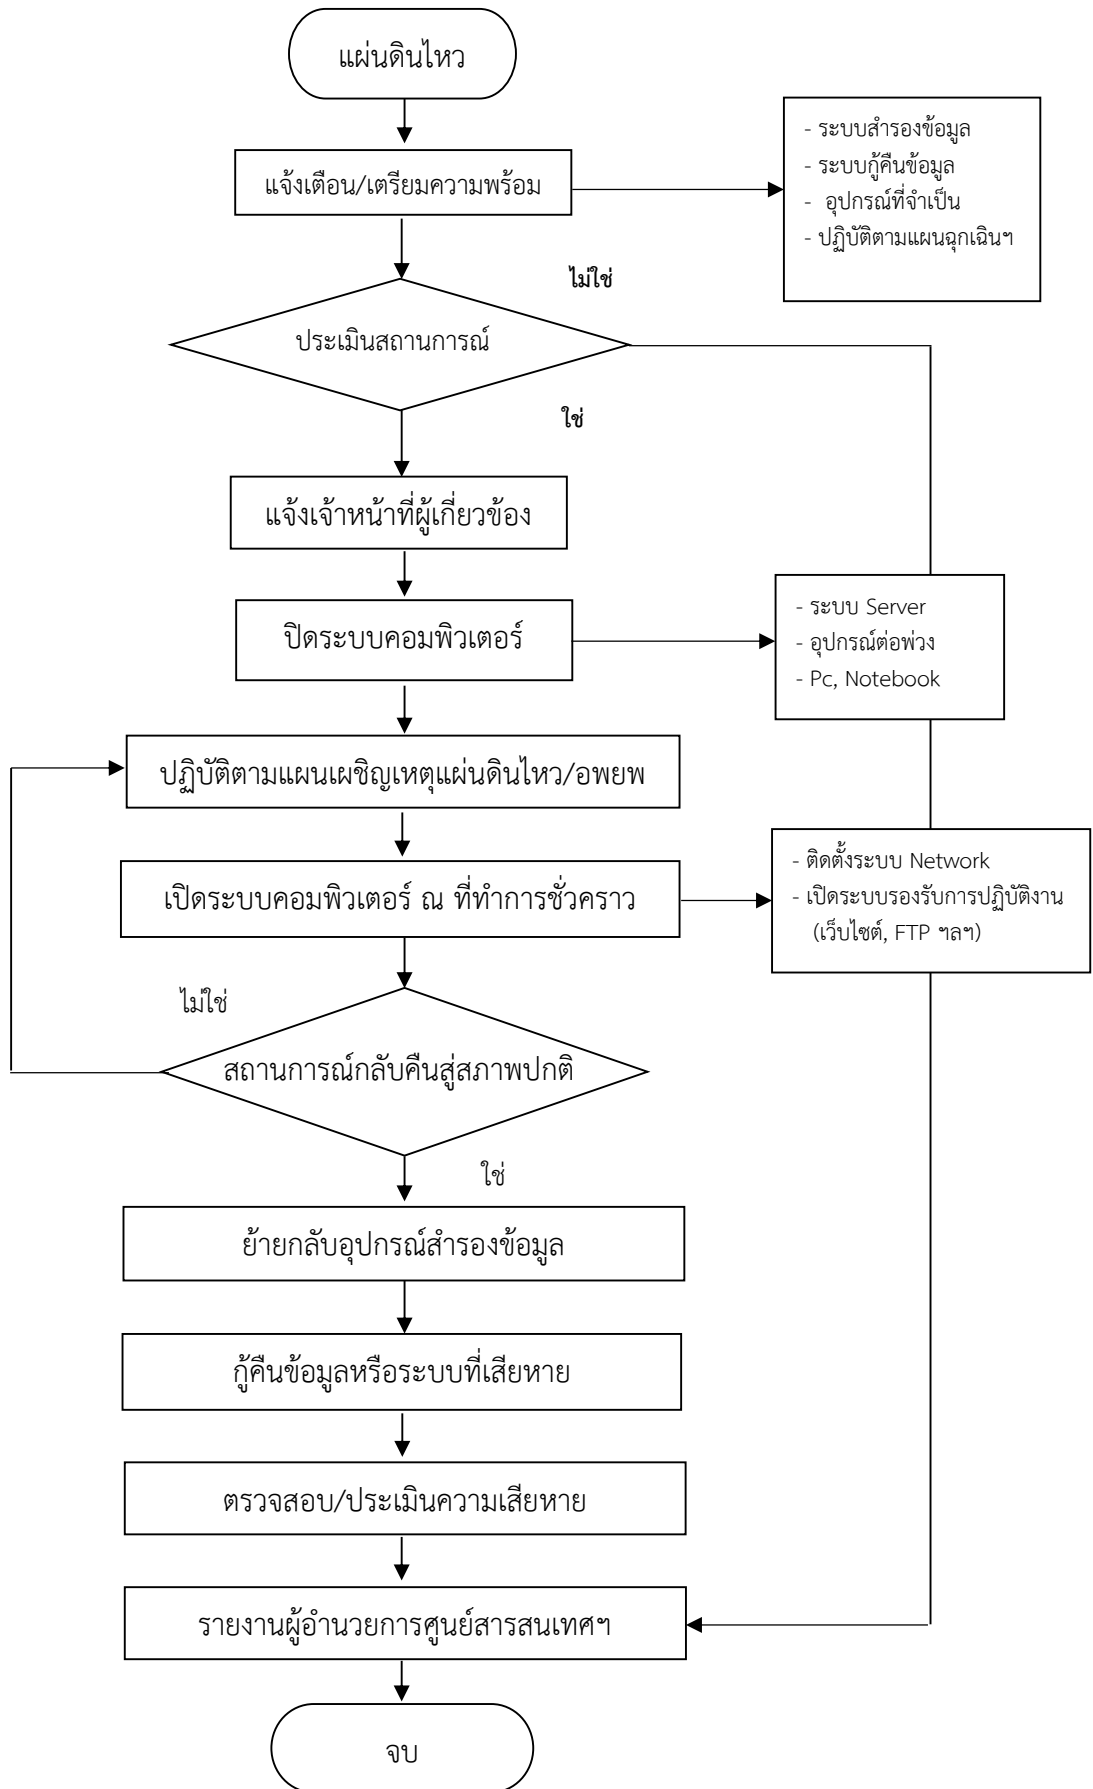 แผ่นดินไหว
แจ้งเตือน/เตรียมความพร้อม
- ระบบสำรองข้อมูล
- ระบบกู้คืนข้อมูล
- อุปกรณ์ที่จำเป็น
- ปฏิบัติตามแผนฉุกเฉินฯ
ไม่ใช่
ประเมินสถานการณ์
ใช่
แจ้งเจ้าหน้าที่ผู้เกี่ยวข้อง
ปิดระบบคอมพิวเตอร์
- ระบบ Server
- อุปกรณ์ต่อพ่วง
- Pc, Notebook
ปฏิบัติตามแผนเผชิญเหตุแผ่นดินไหว/อพยพ
เปิดระบบคอมพิวเตอร์ ณ ที่ทำการชั่วคราว
- ติดตั้งระบบ Network
- เปิดระบบรองรับการปฏิบัติงาน
(เว็บไซต์, FTP ฯลฯ)
ไม่ใช่
สถานการณ์กลับคืนสู่สภาพปกติ
ใช่
ย้ายกลับอุปกรณ์สำรองข้อมูล
กู้คืนข้อมูลหรือระบบที่เสียหาย
ตรวจสอบ/ประเมินความเสียหาย
รายงานผู้อำนวยการศูนย์สารสนเทศฯ
จบ